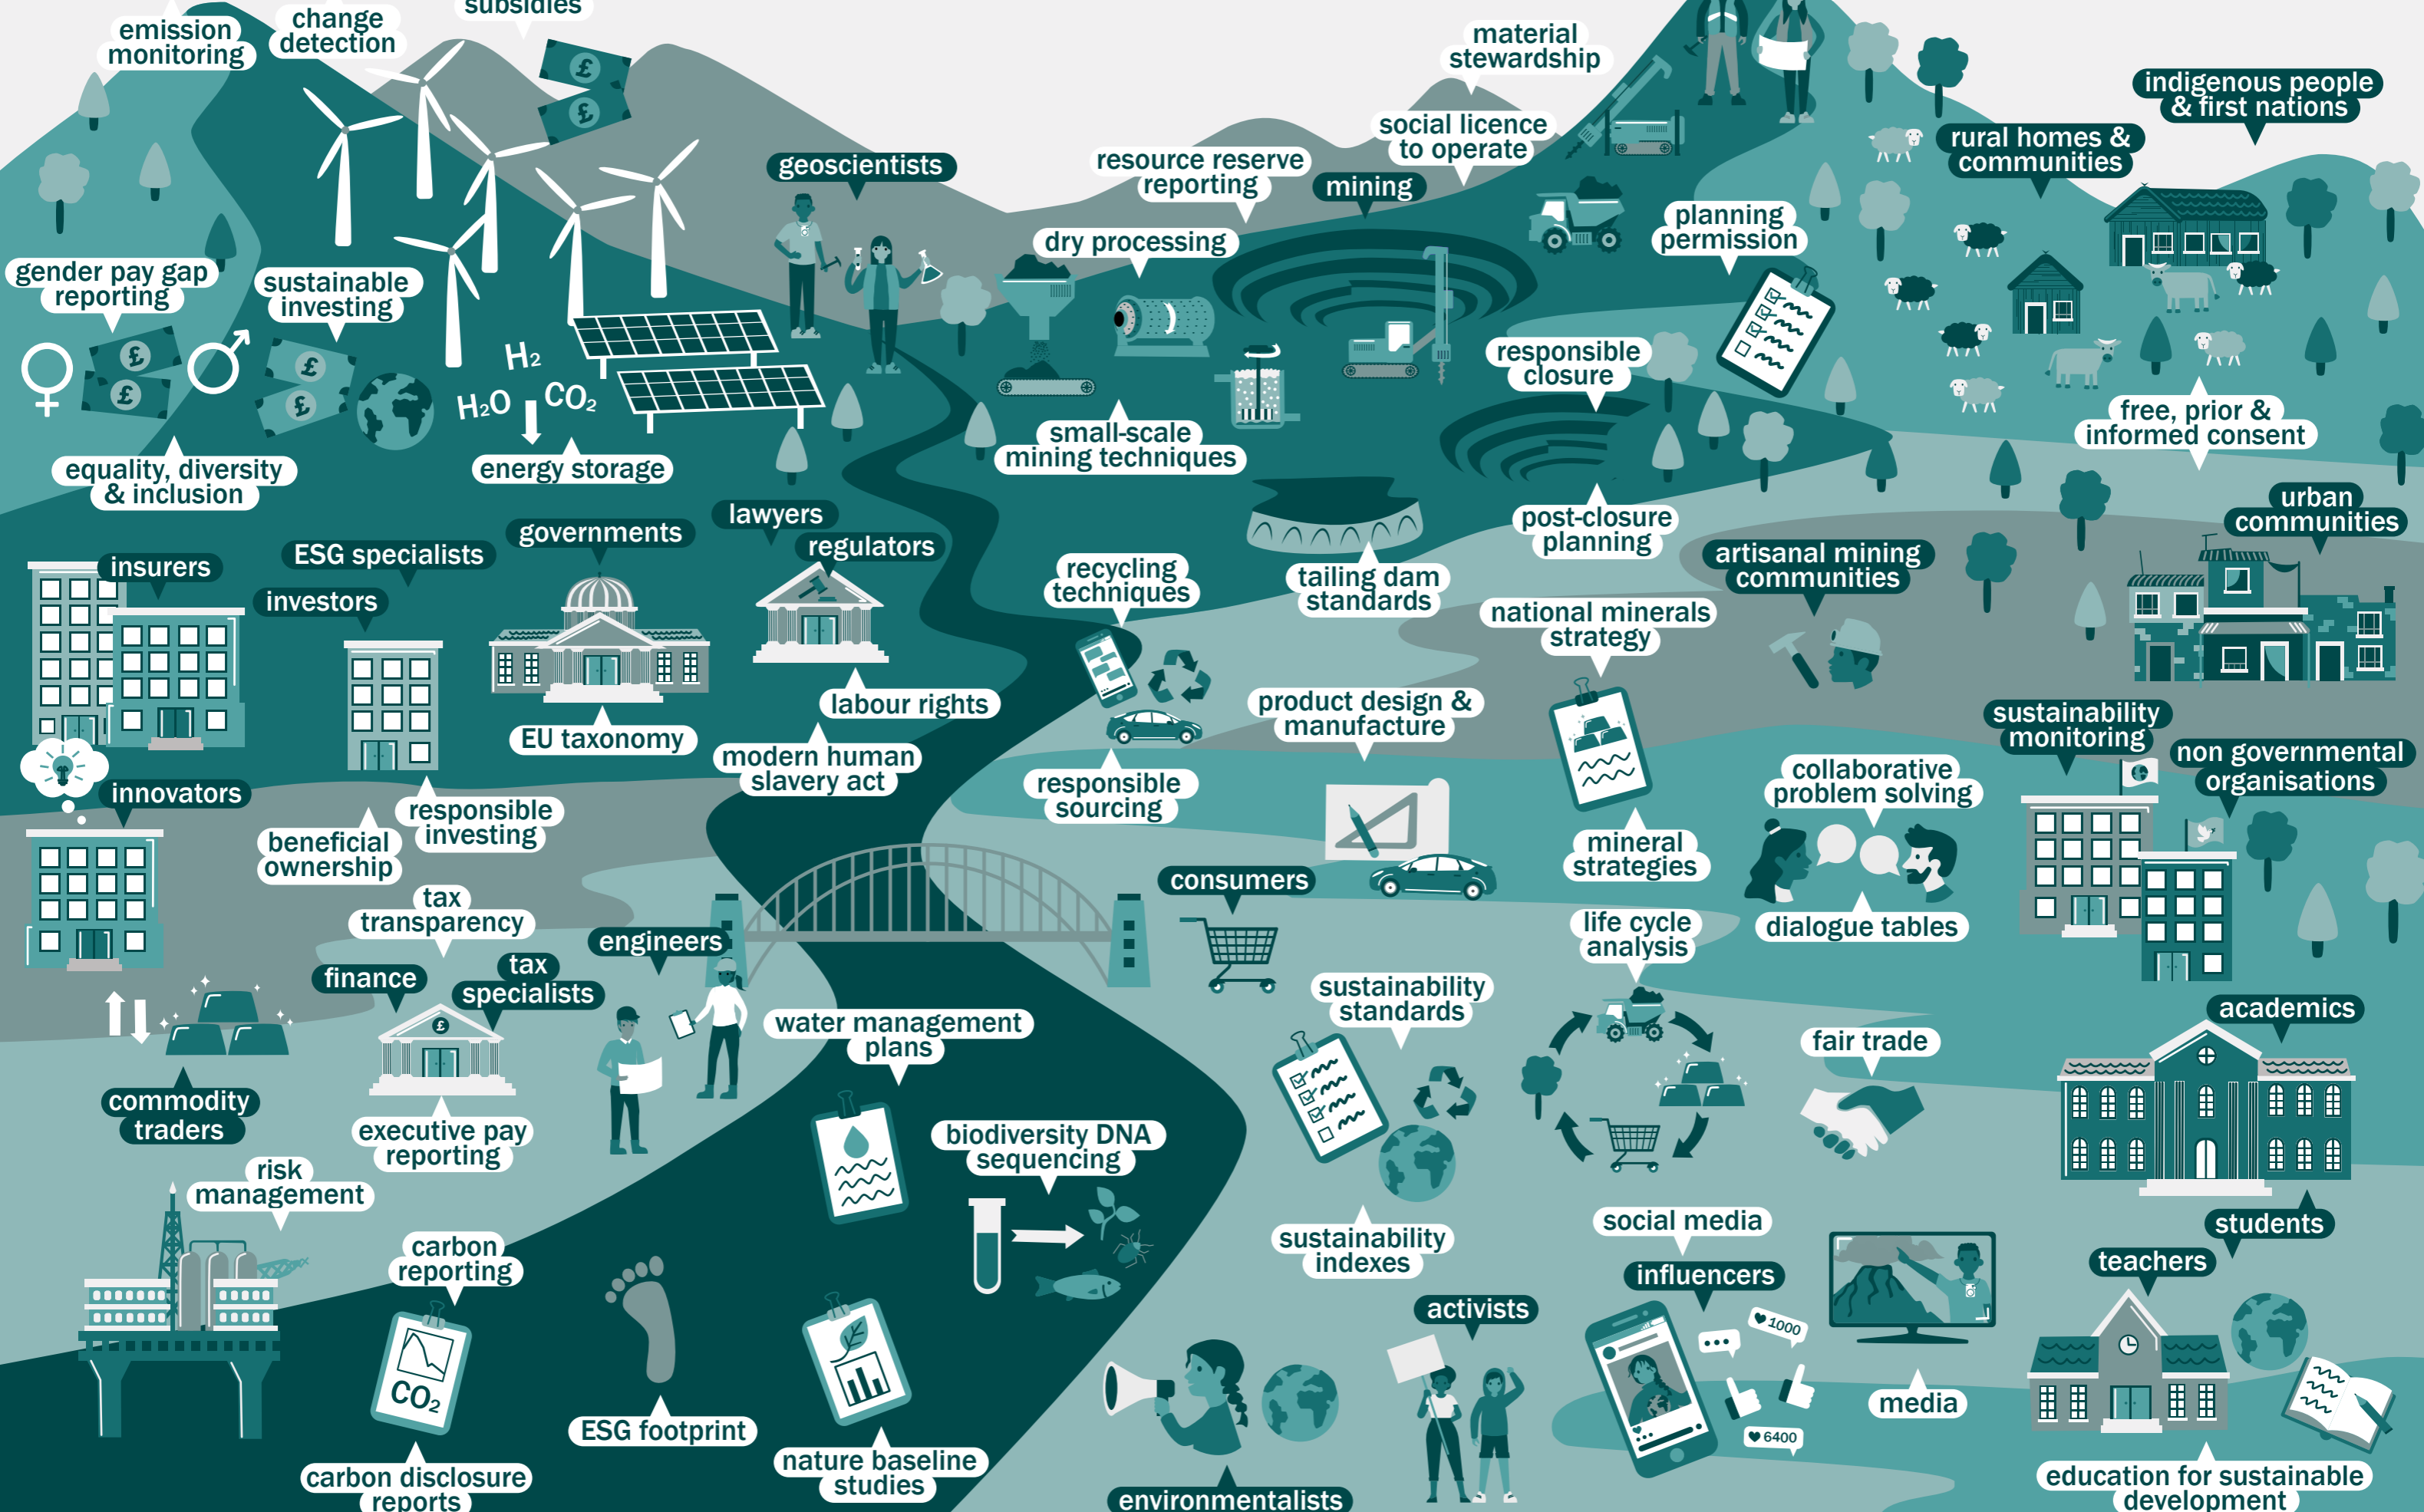 subsidies
emission
monitoring
change
detection
£
£
material
stewardship
indigenous people
& first nations
social licence
to operate
rural homes &
communities
geoscientists
resource reserve
reporting
mining
planning
permission
dry processing
gender pay gap
reporting
sustainable
investing
£
£
£
£
H2
H2O
CO2
responsible
closure
small-scale
mining techniques
free, prior &
informed consent
equality, diversity
& inclusion
energy storage
lawyers
governments
regulators
ESG specialists
insurers
investors
post-closure
planning
urban
communities
artisanal mining
communities
recycling
techniques
tailing dam
standards
national minerals
strategy
labour rights
EU taxonomy
modern human
slavery act
product design &
manufacture
sustainability
monitoring
non governmental
organisations
innovators
responsible
investing
beneficial
ownership
responsible
sourcing
collaborative
problem solving
mineral
strategies
consumers
tax
transparency
engineers
life cycle
analysis
dialogue tables
finance
tax
specialists
£
sustainability
standards
academics
water management
plans
fair trade
commodity
traders
executive pay
reporting
biodiversity DNA
sequencing
risk
management
carbon
reporting
sustainability
indexes
social media
students
influencers
teachers
activists
1000
CO2
ESG footprint
media
6400
nature baseline
studies
carbon disclosure
reports
environmentalists
education for sustainable
development